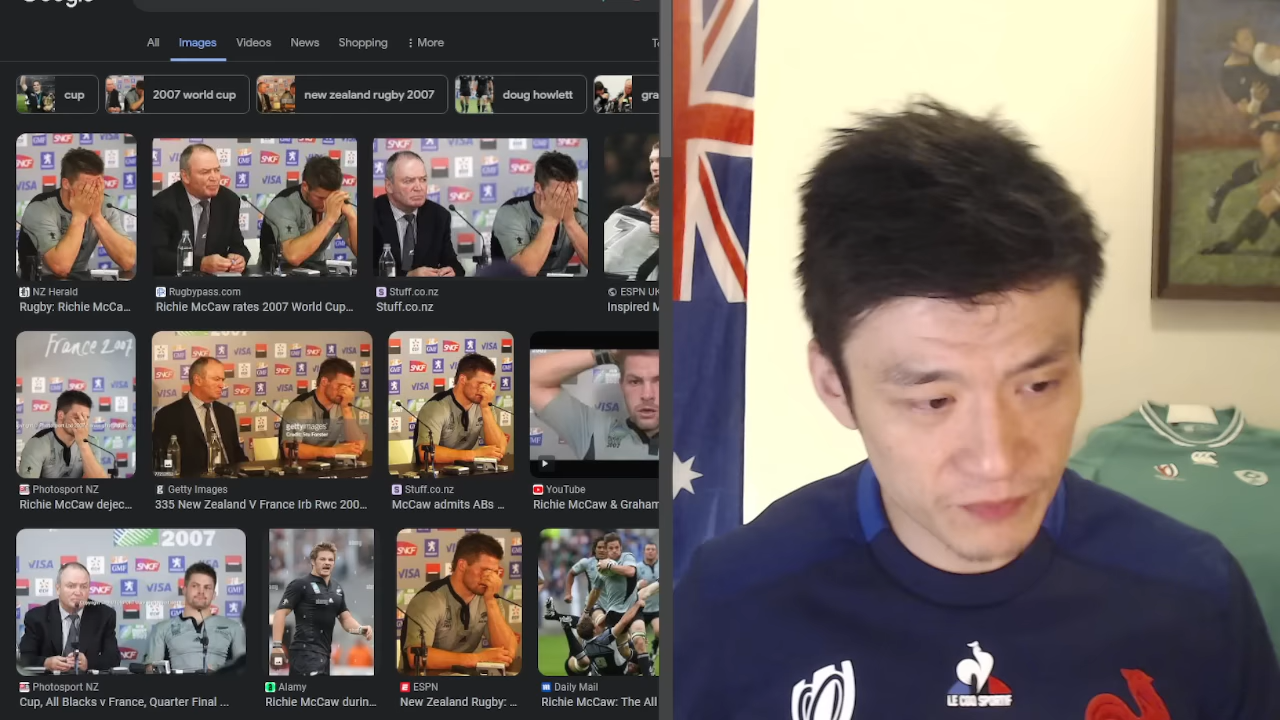 Google
All Images Videos News Shopping More
cup 2007 world cup new zealand rugby 2007 doug howlett gra
NZ Herald Rugbypass.com Stuff.co.nz ESPN UK
Rugby: Richie McCa... Richie McCaw rates 2007 World Cup... Stuff.co.nz Inspired M
France 2007
Photosport NZ Getty Images Stuff.co.nz YouTube
Richie McCaw dejec... 335 New Zealand V France Irb Rwc 200... McCaw admits ABs ... Richie McCaw & Graham
2007
Photosport NZ Alamy ESPN Daily Mail
Cup, All Blacks v France, Quarter Final ... Richie McCaw durin... New Zealand Rugby: ... Richie McCaw: The All
LE COQ SPORTIF